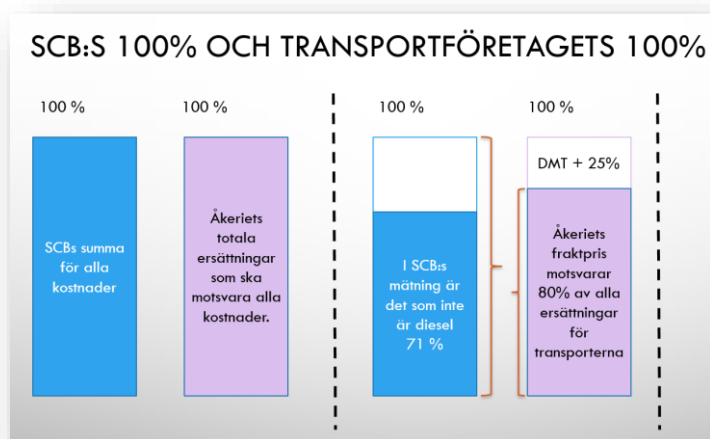 SCB:S 100% OCH TRANSPORTFÖRETAGETS 100%
100 %
100 %
100 %
100 %
SCBs summa
för alla
kostnader
Åkeriets
totala
ersättningar
som ska
motsvara alla
kostnader.
I SCB:s
mätning är
det som inte
är diesel
71 %
DMT + 25%
Åkeriets
fraktpris
motsvarar
80% av alla
ersättningar
för
transporterna